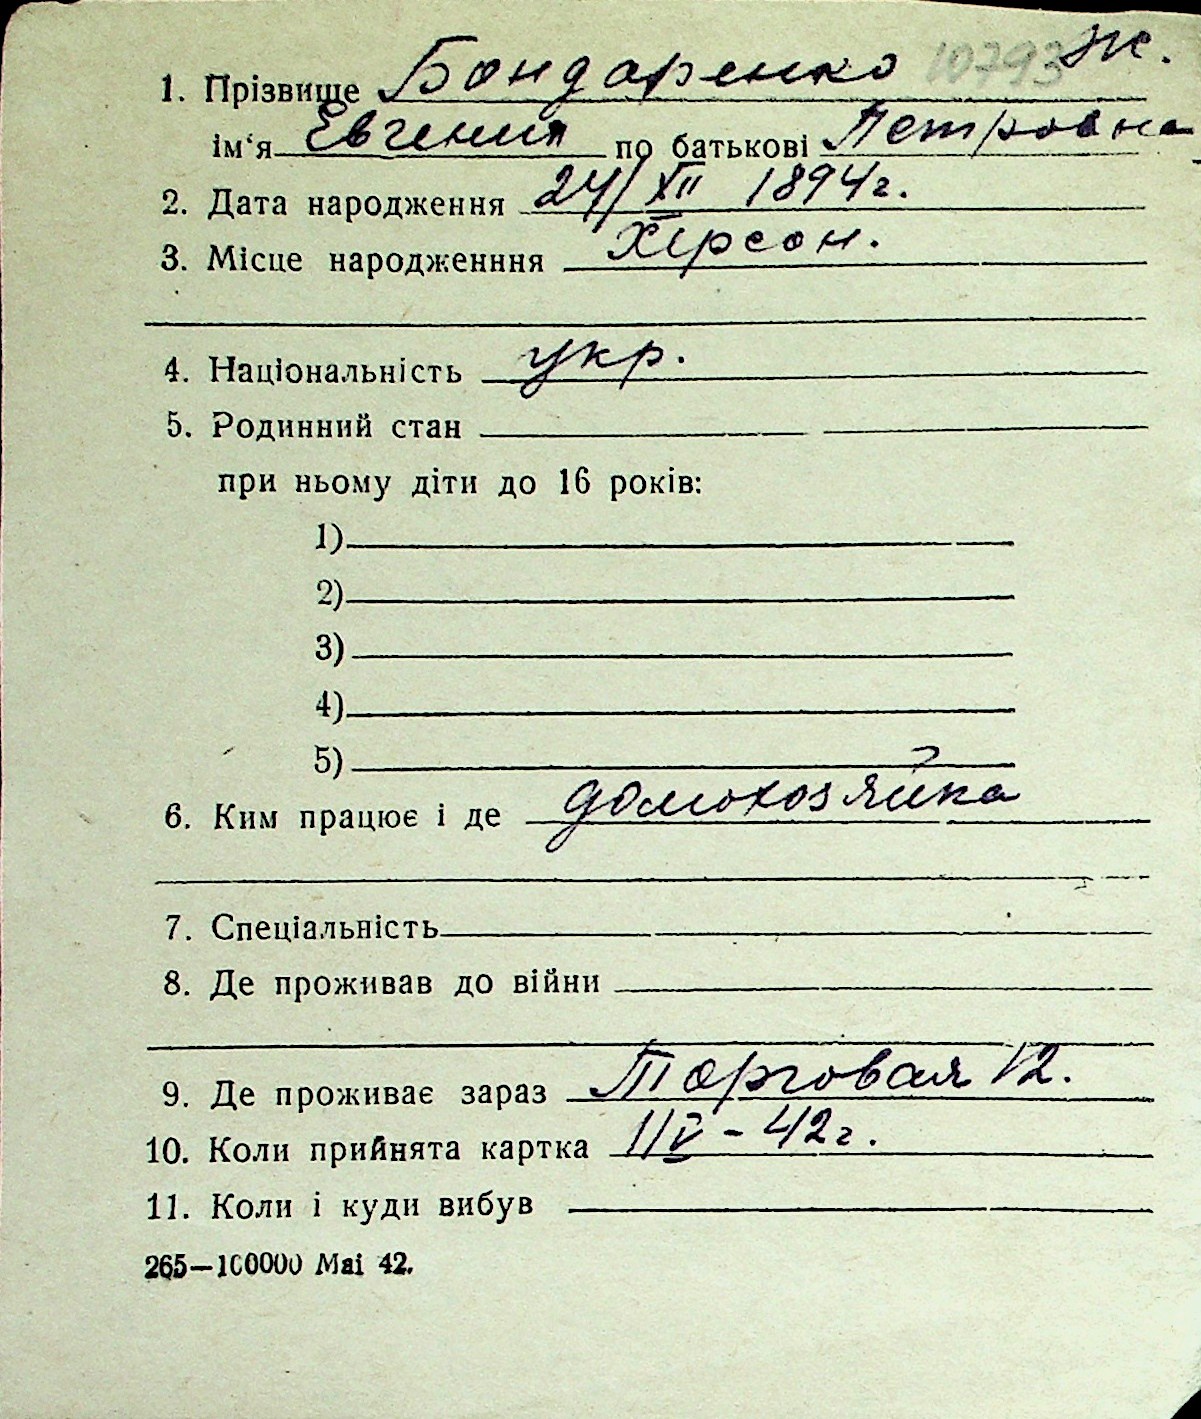 1. Прізвище Бондаренко 10793 Ж.
ім‘я Евгения по батькові Петровна
2. Дата народження 24/XII 1894г.
3. Місце народженння Херсон.
4. Національність укр.
5. Родинний стан
при ньому діти до 16 років:
1)
2)
3)
4)
5)
6. Ким працює і де домохозяйка
7. Спеціальність
8. Де проживав до війни
9. Де проживає зараз Торговая 12.
10. Коли прийнята картка 1/V - 42г.
11. Коли і куди вибув
265—100000 Mai 42.